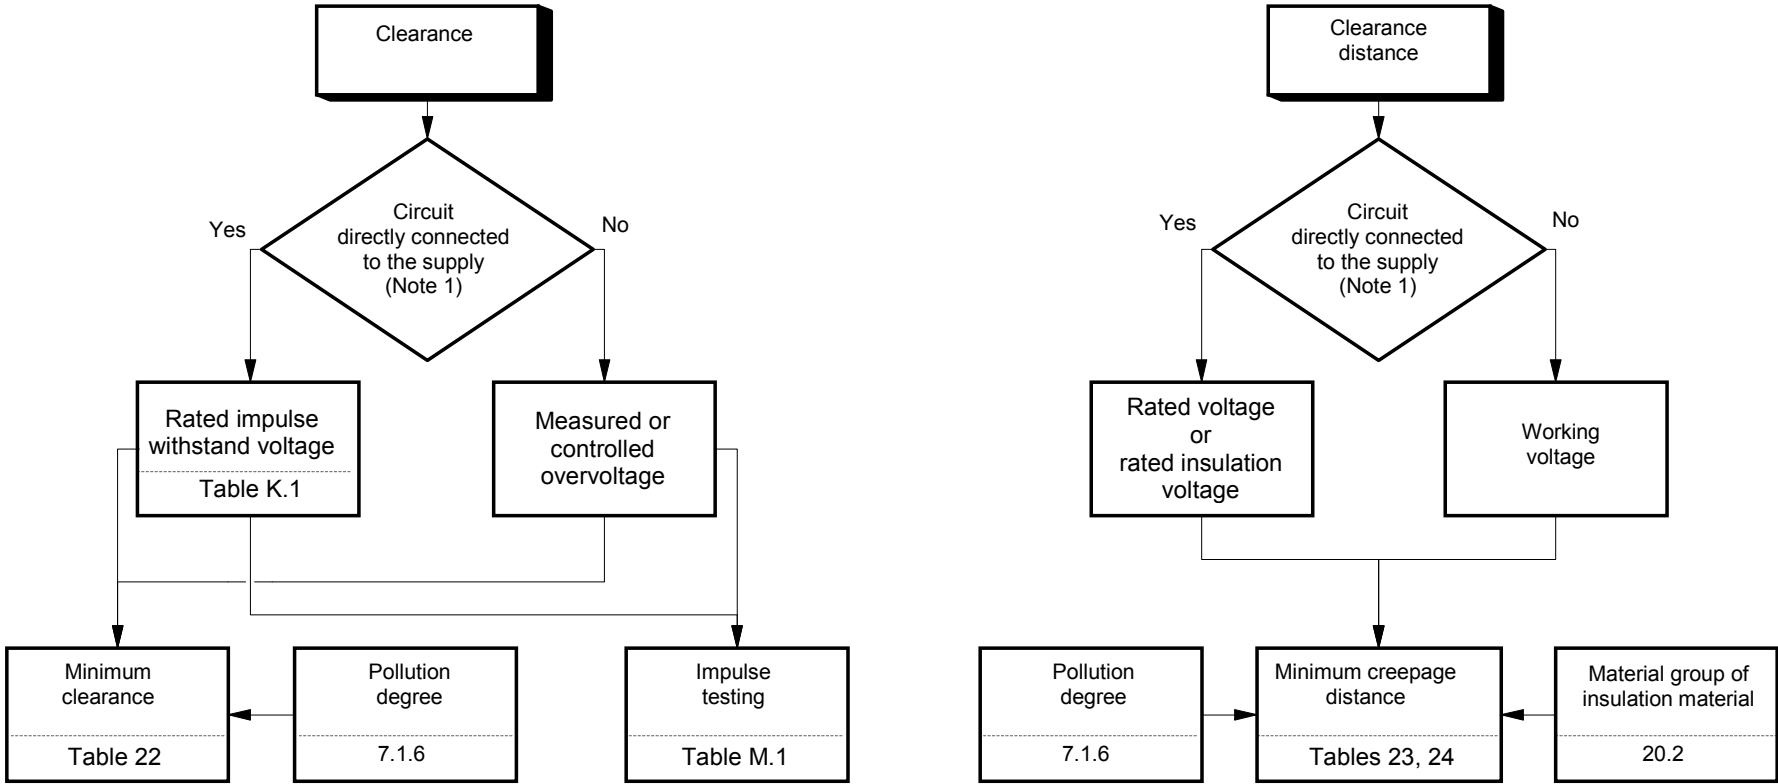 Clearance
Circuit
directly connected
to the supply
(Note 1)
Yes
No
Rated impulse
withstand voltage
Table K.1
Measured or
controlled
overvoltage
Minimum
clearance
Table 22
Pollution
degree
7.1.6
Impulse
testing
Table M.1
Clearance
distance
Circuit
directly connected
to the supply
(Note 1)
Yes
No
Rated voltage
or
rated insulation
voltage
Working
voltage
Pollution
degree
7.1.6
Minimum creepage
distance
Tables 23, 24
Material group of
insulation material
20.2